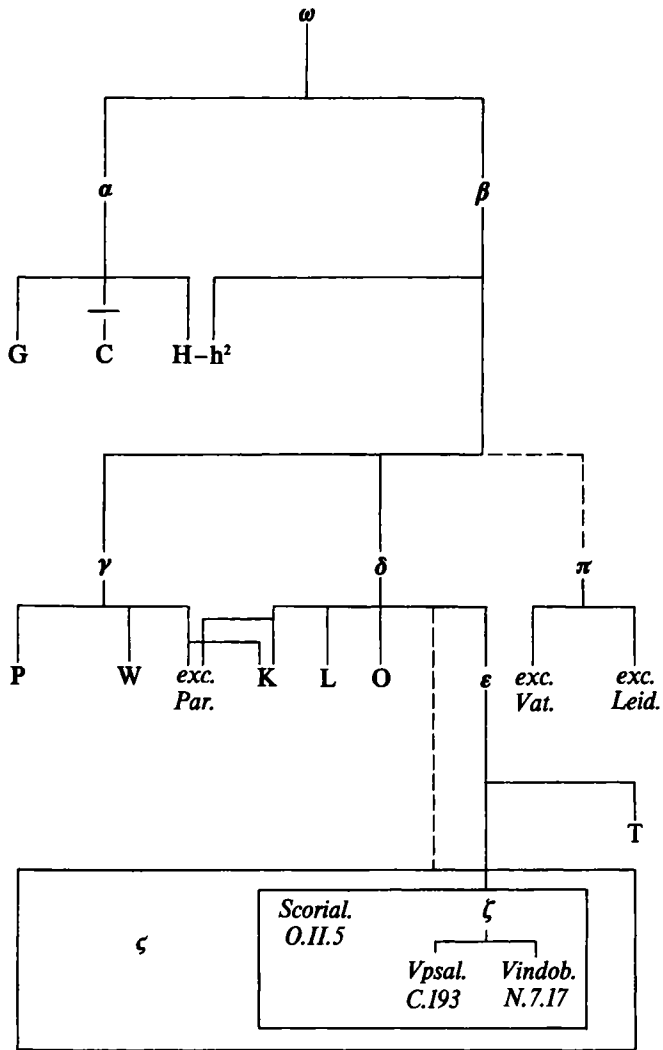 ω
α β
G C H–h²
γ δ π
P W exc. K L O ε exc. exc.
Par. Vat. Leid.
T
Scorial. ζ
O.II.5
ς
Vpsal. Vindob.
C.193 N.7.17